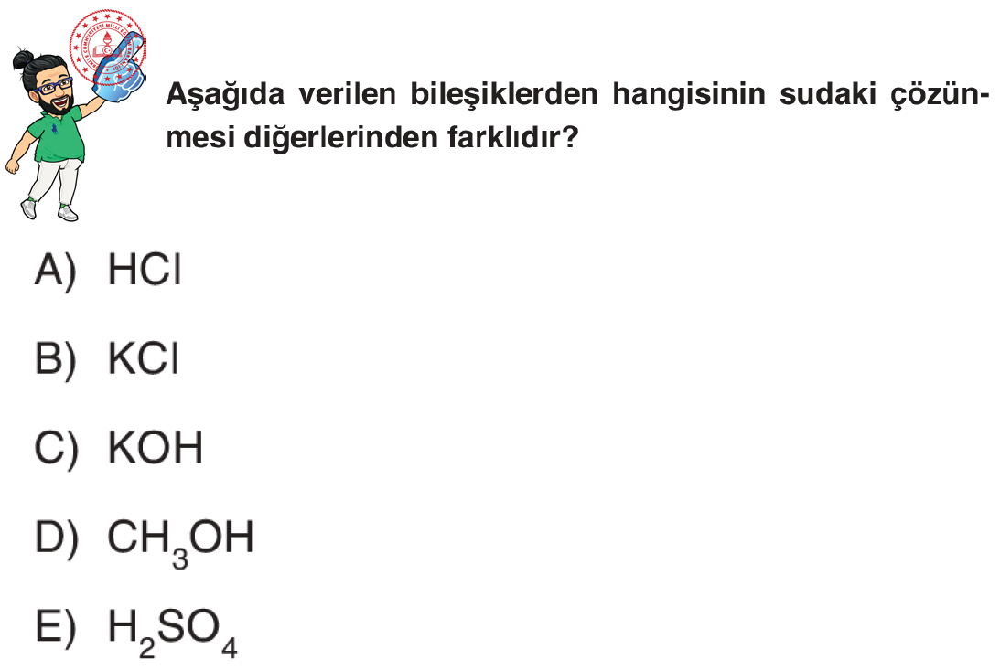 Aşağıda verilen bileşiklerden hangisinin sudaki çözün-
mesi diğerlerinden farklıdır?
A) HCl
B) KCl
C) KOH
D) CH₃OH
E) H₂SO₄